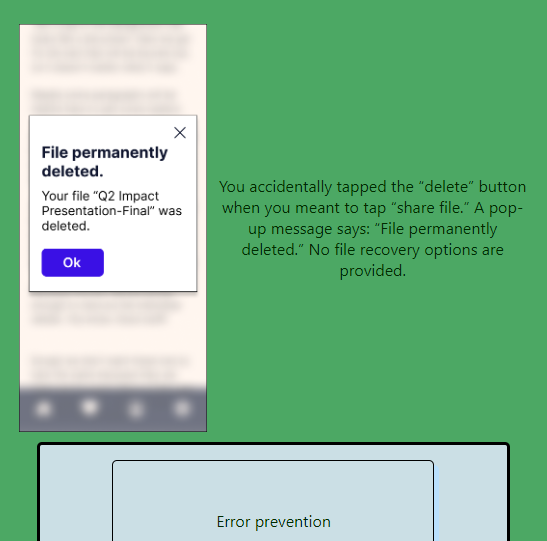 File permanently
deleted.
Your file “Q2 Impact
Presentation-Final” was
deleted.
Ok
You accidentally tapped the “delete” button
when you meant to tap “share file.” A pop-
up message says: “File permanently
deleted.” No file recovery options are
provided.
Error prevention